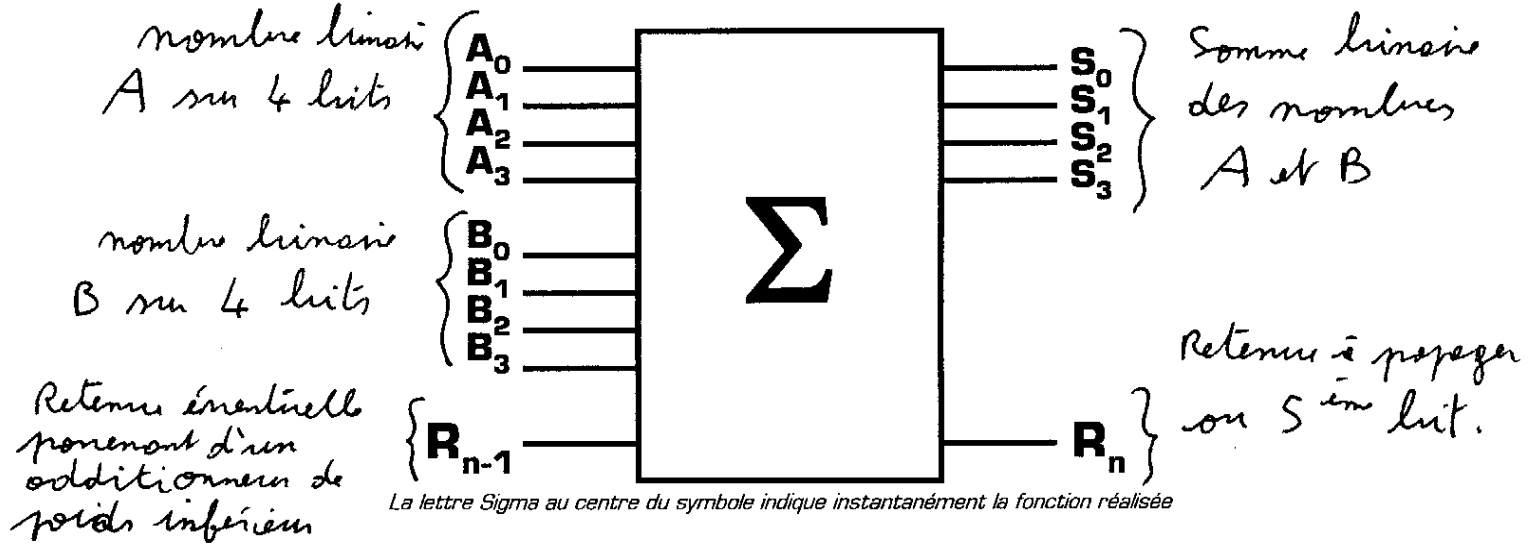 nombre binaire
A sur 4 bits
A0
A1
A2
A3
nombre binaire
B sur 4 bits
B0
B1
B2
B3
Retenue éventuelle
provenant d'un
additionneur de
poids inférieur
Rn-1
Σ
S0
S1
S2
S3
Somme binaire
des nombres
A et B
Rn
Retenue à propager
ou 5ème bit.
La lettre Sigma au centre du symbole indique instantanément la fonction réalisée